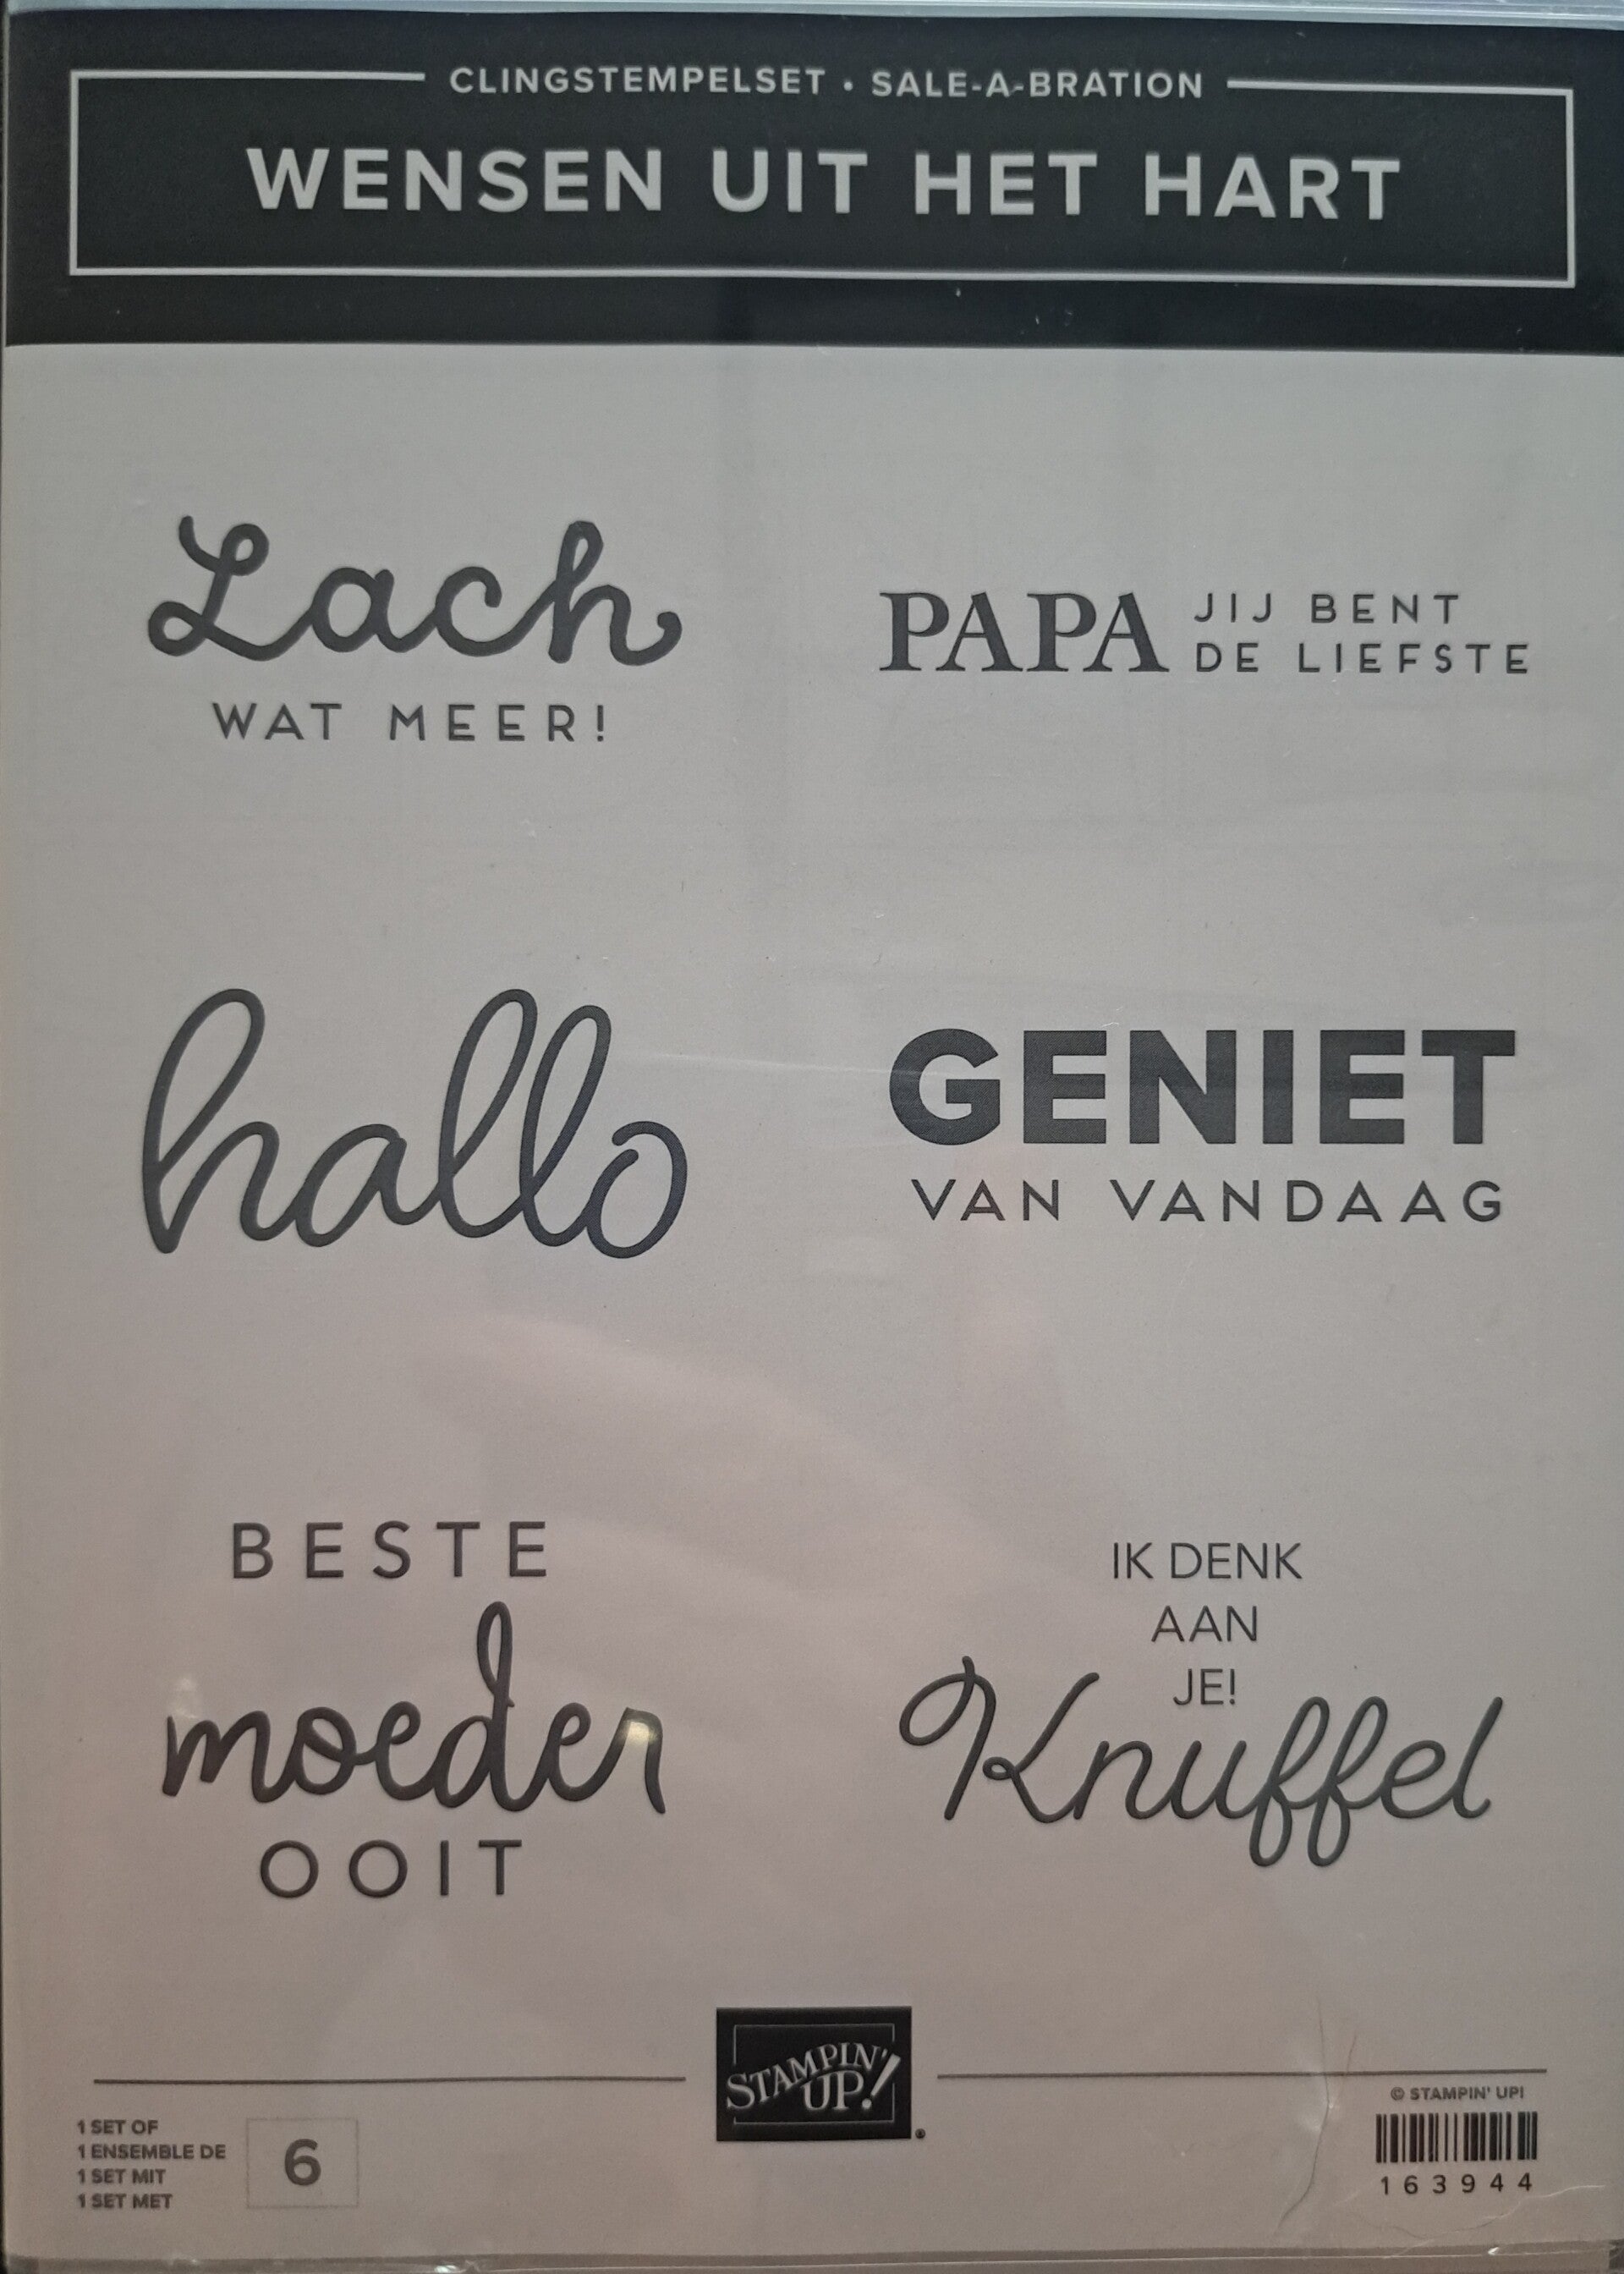 CLINGSTEMPELSET • SALE-A-BRATION
WENSEN UIT HET HART
Lach
WAT MEER!
PAPA JIJ BENT
DE LIEFSTE
hallo
GENIET
VAN VANDAAG
BESTE
moeder
OOIT
IK DENK
AAN
JE!
Knuffel
STAMPIN'
UP!®
1 SET OF
1 ENSEMBLE DE
1 SET MIT
1 SET MET
6
© STAMPIN' UP!
163944